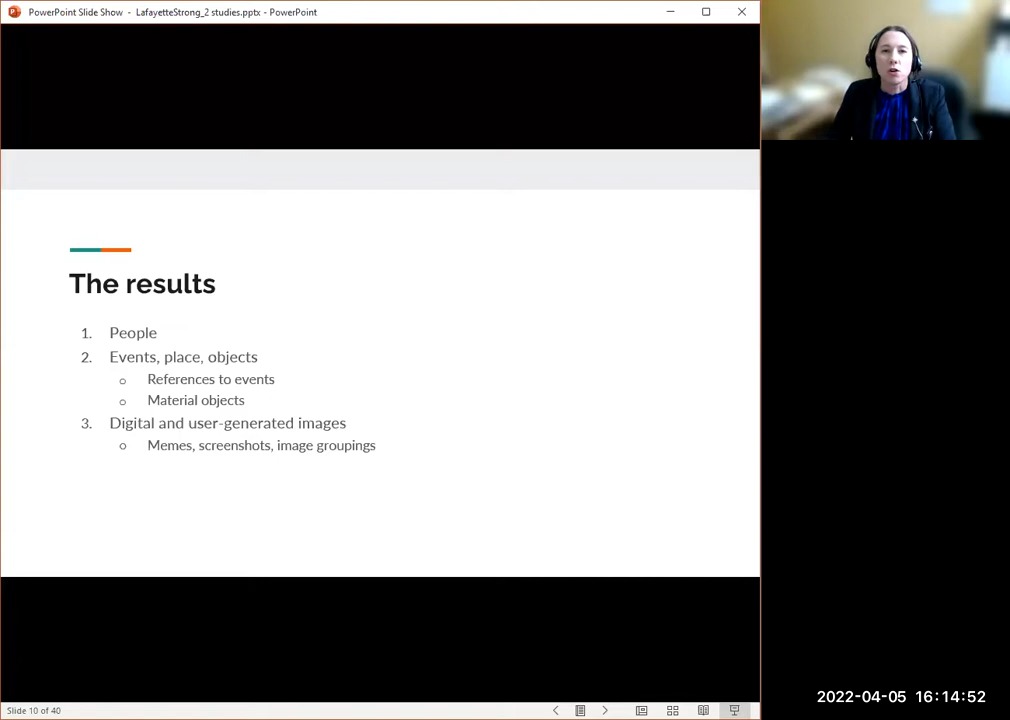 PowerPoint Slide Show - LafayetteStrong_2 studies.pptx - PowerPoint
The results
1. People
2. Events, place, objects
o References to events
o Material objects
3. Digital and user-generated images
o Memes, screenshots, image groupings
Slide 10 of 40
2022-04-05 16:14:52